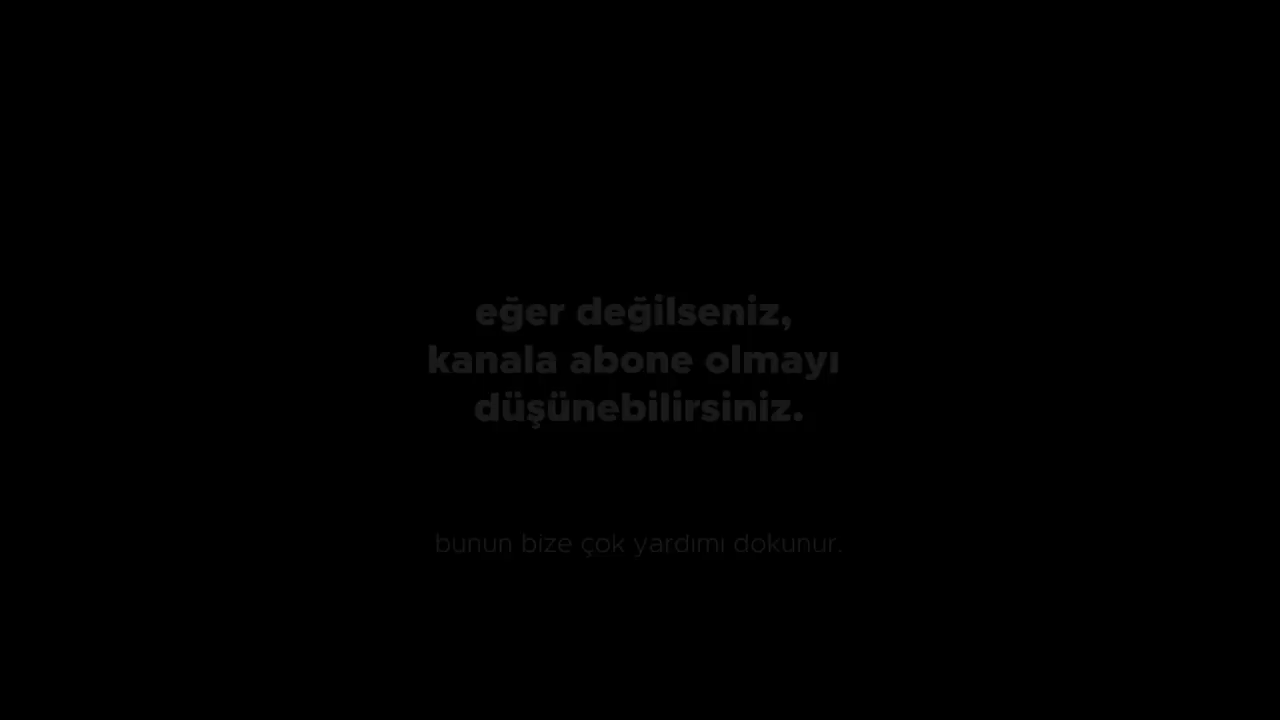 eğer değilseniz,
kanala abone olmayı
düşünebilirsiniz.
bunun bize çok yardımı dokunur.